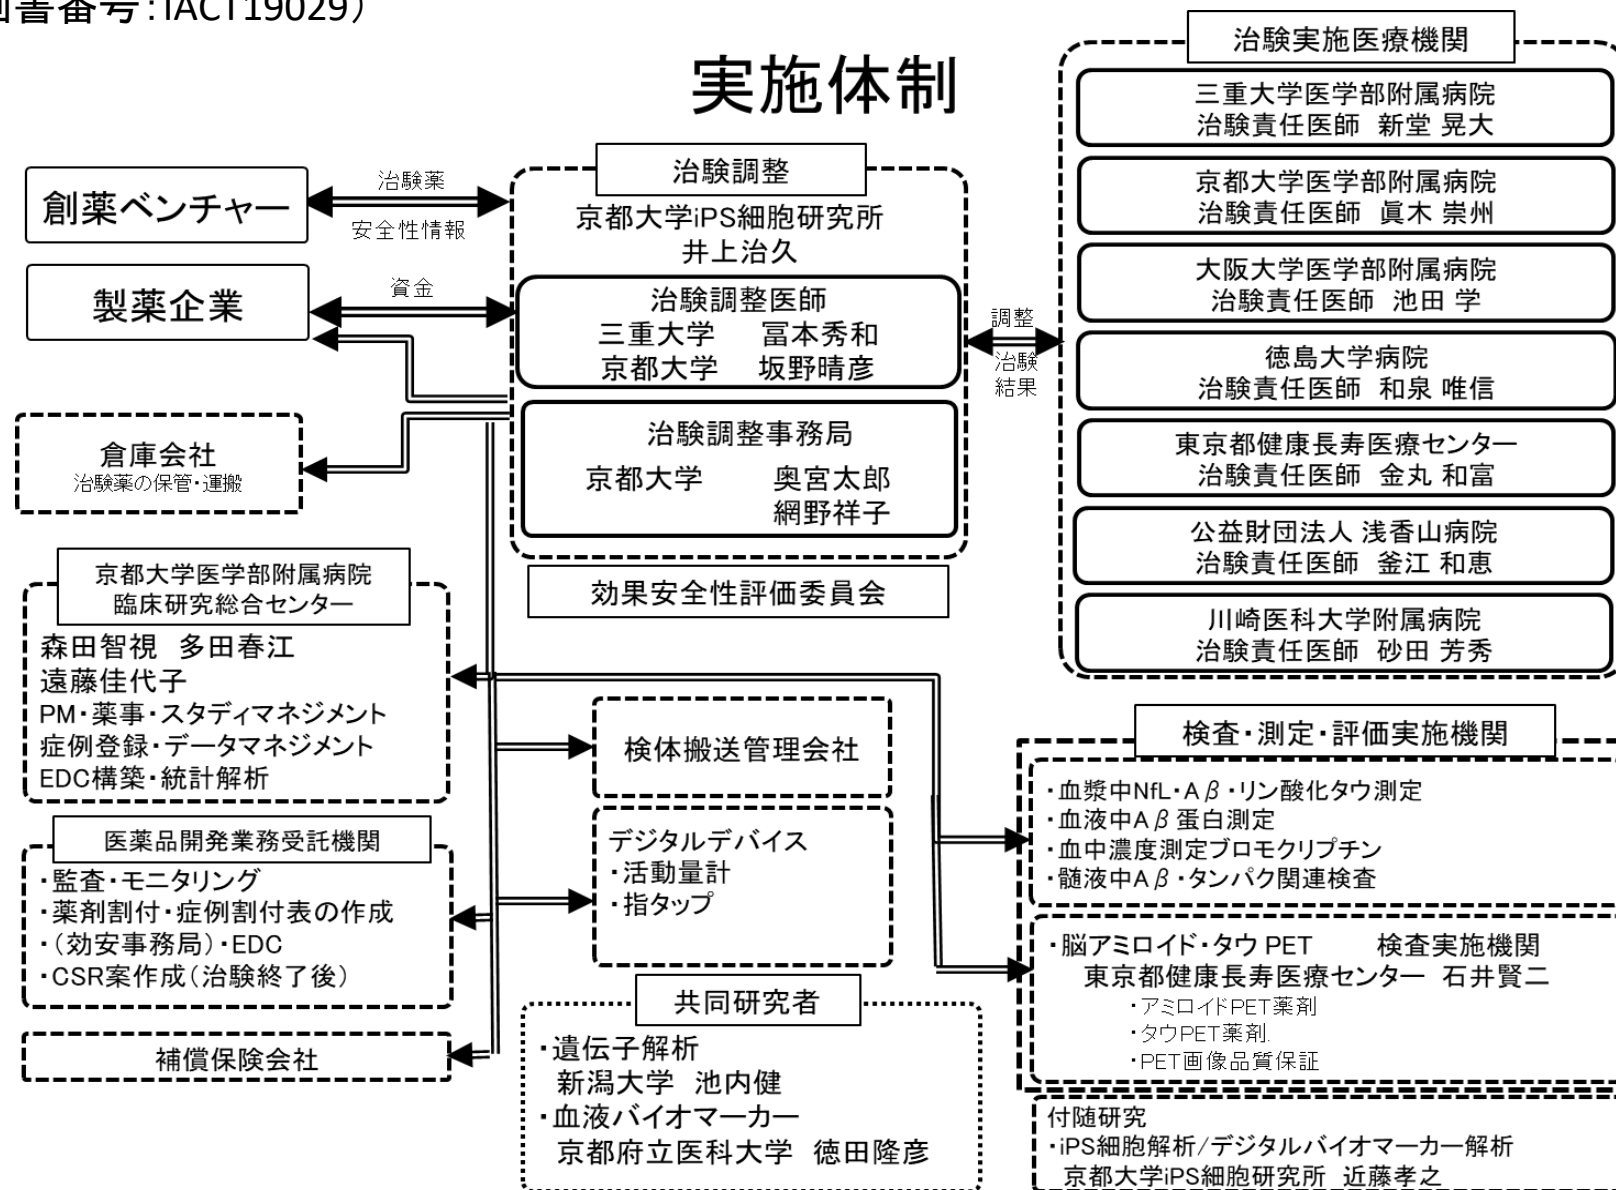 書番号:IACT19029)
実施体制
創薬ベンチャー
治験薬
安全性情報
製薬企業
資金
倉庫会社
治験薬の保管・運搬
治験調整
京都大学iPS細胞研究所
井上治久
治験調整医師
三重大学 冨本秀和
京都大学 坂野晴彦
治験調整事務局
京都大学 奥宮太郎
網野祥子
効果安全性評価委員会
調整
治験
結果
治験実施医療機関
三重大学医学部附属病院
治験責任医師 新堂 晃大
京都大学医学部附属病院
治験責任医師 眞木 崇州
大阪大学医学部附属病院
治験責任医師 池田 学
徳島大学病院
治験責任医師 和泉 唯信
東京都健康長寿医療センター
治験責任医師 金丸 和富
公益財団法人 浅香山病院
治験責任医師 釜江 和恵
川崎医科大学附属病院
治験責任医師 砂田 芳秀
京都大学医学部附属病院
臨床研究総合センター
森田智視 多田春江
遠藤佳代子
PM・薬事・スタディマネジメント
症例登録・データマネジメント
EDC構築・統計解析
医薬品開発業務受託機関
・監査・モニタリング
・薬剤割付・症例割付表の作成
・(効安事務局)・EDC
・CSR案作成(治験終了後)
補償保険会社
検体搬送管理会社
デジタルデバイス
・活動量計
・指タップ
共同研究者
・遺伝子解析
新潟大学 池内健
・血液バイオマーカー
京都府立医科大学 徳田隆彦
検査・測定・評価実施機関
・血漿中NfL・Aβ・リン酸化タウ測定
・血液中Aβ蛋白測定
・血中濃度測定ブロモクリプチン
・髄液中Aβ・タンパク関連検査
・脳アミロイド・タウ PET 検査実施機関
東京都健康長寿医療センター 石井賢二
・アミロイドPET薬剤
・タウPET薬剤.
・PET画像品質保証
付随研究
・iPS細胞解析/デジタルバイオマーカー解析
京都大学iPS細胞研究所 近藤孝之